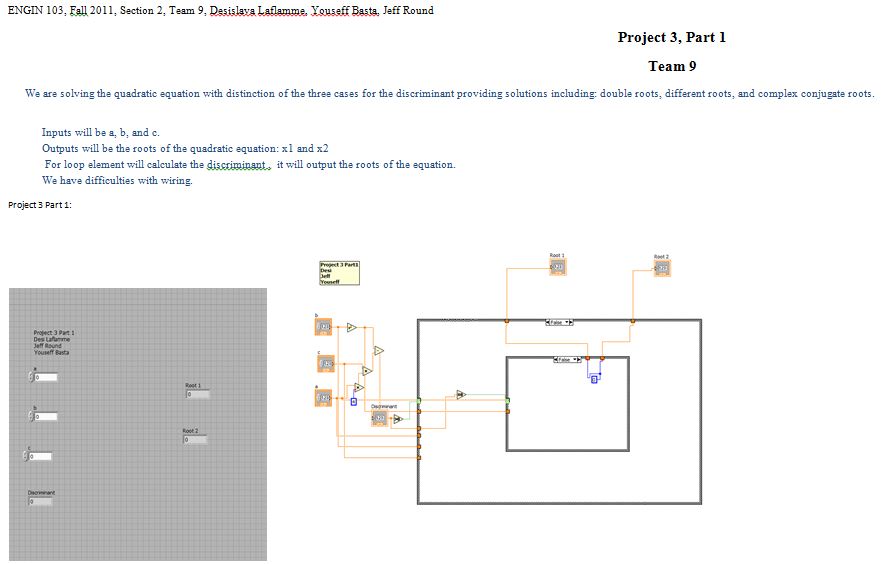 ENGIN 103, Fall 2011, Section 2, Team 9, Desislava Laflamme, Youseff Basta, Jeff Round
Project 3, Part 1
Team 9
We are solving the quadratic equation with distinction of the three cases for the discriminant providing solutions including: double roots, different roots, and complex conjugate roots.
Inputs will be a, b, and c.
Outputs will be the roots of the quadratic equation: x1 and x2
For loop element will calculate the discriminant, it will output the roots of the equation.
We have difficulties with wiring.
Project 3 Part 1:
Project 3 Part 1
Desi Laflamme
Jeff Round
Youseff Basta
a
0
b
0
c
0
Discriminant
0
Root 1
0
Root 2
0
Project 3 Part1
Desi
Jeff
Youseff
b
c
a
Discriminant
Root 1
Root 2
False
False